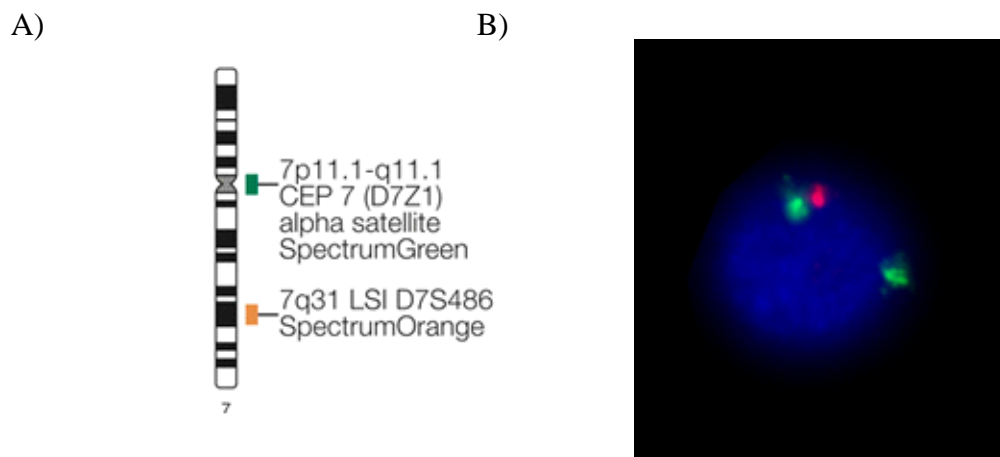 A)
B)
7p11.1-q11.1
CEP 7 (D7Z1)
alpha satellite
SpectrumGreen
7q31 LSI D7S486
SpectrumOrange
7